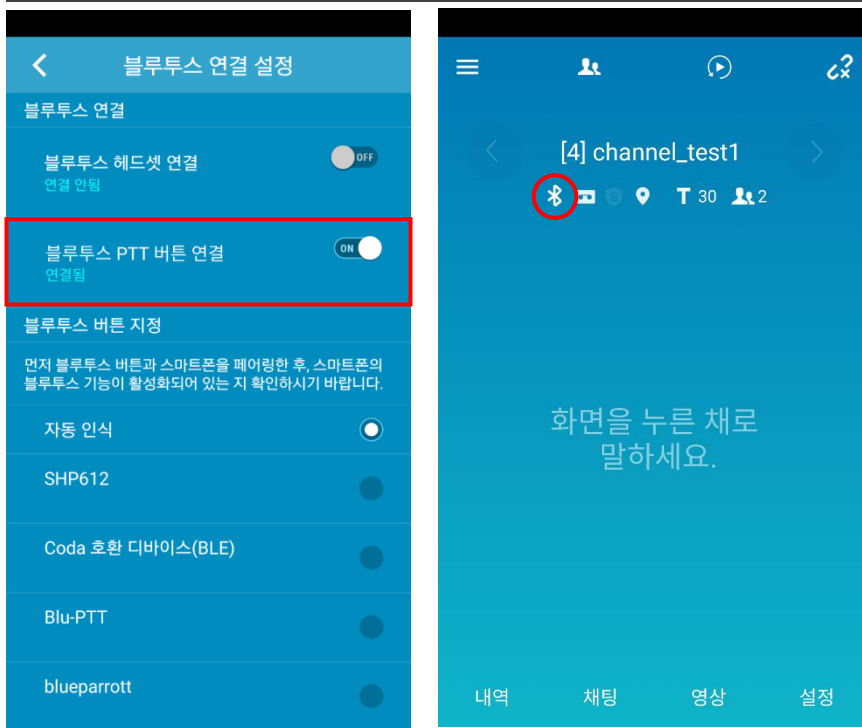 블루투스 연결 설정
블루투스 연결
블루투스 헤드셋 연결
OFF
연결 안됨
블루투스 PTT 버튼 연결
ON
연결됨
블루투스 버튼 지정
먼저 블루투스 버튼과 스마트폰을 페어링한 후, 스마트폰의
블루투스 기능이 활성화되어 있는 지 확인하시기 바랍니다.
자동 인식
SHP612
Coda 호환 디바이스(BLE)
Blu-PTT
blueparrott
[4] channel_test1
S T 30 2
화면을 누른 채로
말하세요.
내역 채팅 영상 설정